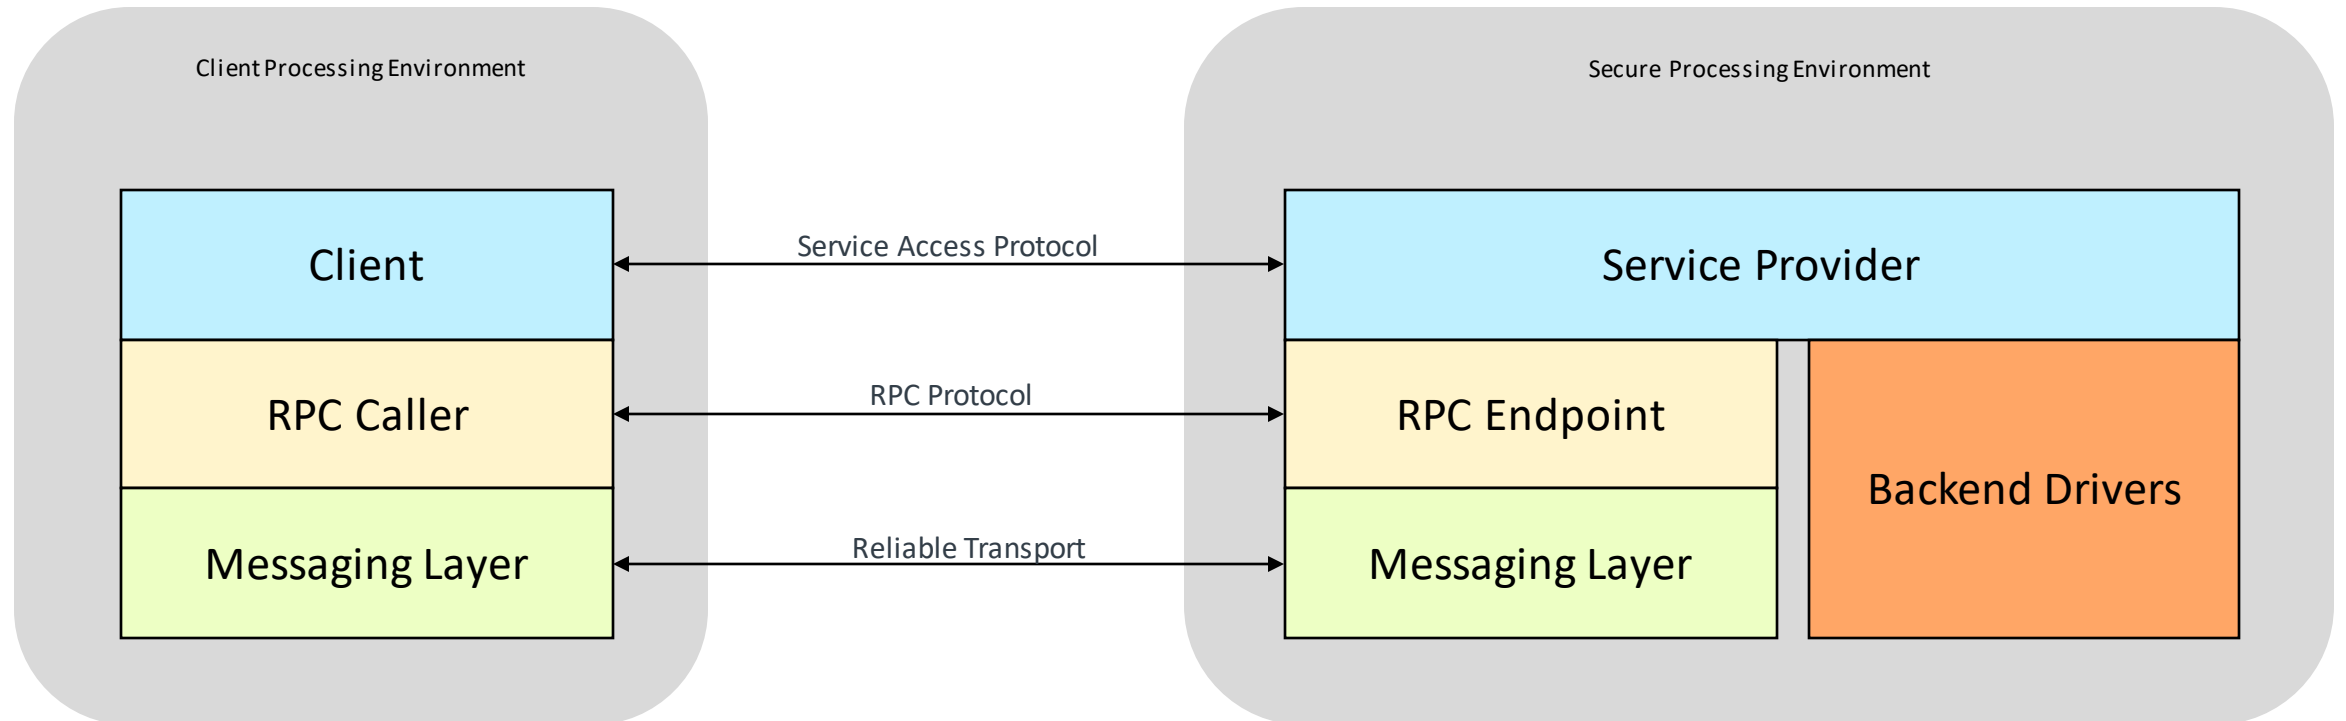 Client Processing Environment
Secure Processing Environment
Client
Service Access Protocol
Service Provider
RPC Caller
RPC Protocol
RPC Endpoint
Backend Drivers
Messaging Layer
Reliable Transport
Messaging Layer